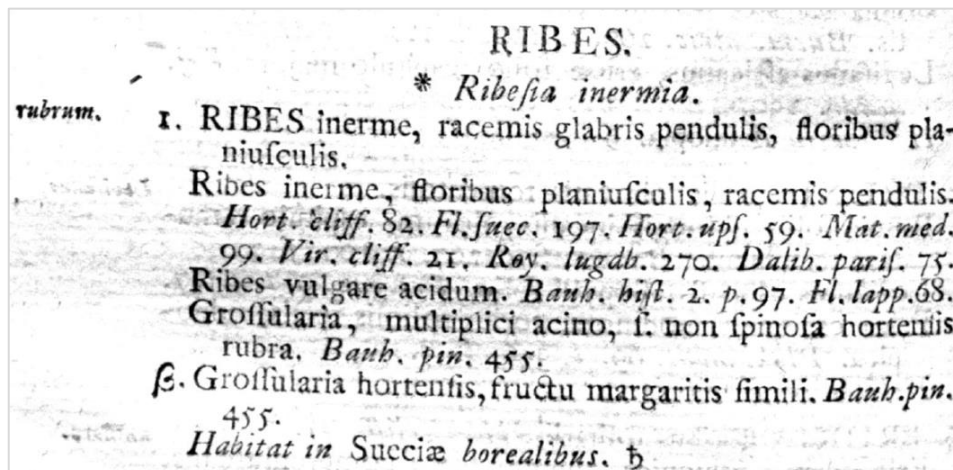 RIBES.
* Ribeſia inermia.
rubrum. 1. RIBES inerme, racemis glabris pendulis, floribus pla-
niuſculis.
Ribes inerme, floribus planiuſculis, racemis pendulis.
Hort. cliff. 82. Fl. ſuec. 197. Hort. upſ. 59. Mat. med.
99. Vir. cliff. 21. Roy. lugdb. 270. Dalib. pariſ. 75.
Ribes vulgare acidum. Bauh. hiſt. 2. p. 97. Fl. lapp. 68.
Groſſularia, multiplici acino, ſ. non ſpinoſa hortenſis
rubra. Bauh. pin. 455.
β. Groſſularia hortenſis, fructu margaritis ſimili. Bauh. pin.
455.
Habitat in Sueciæ borealibus. ♄